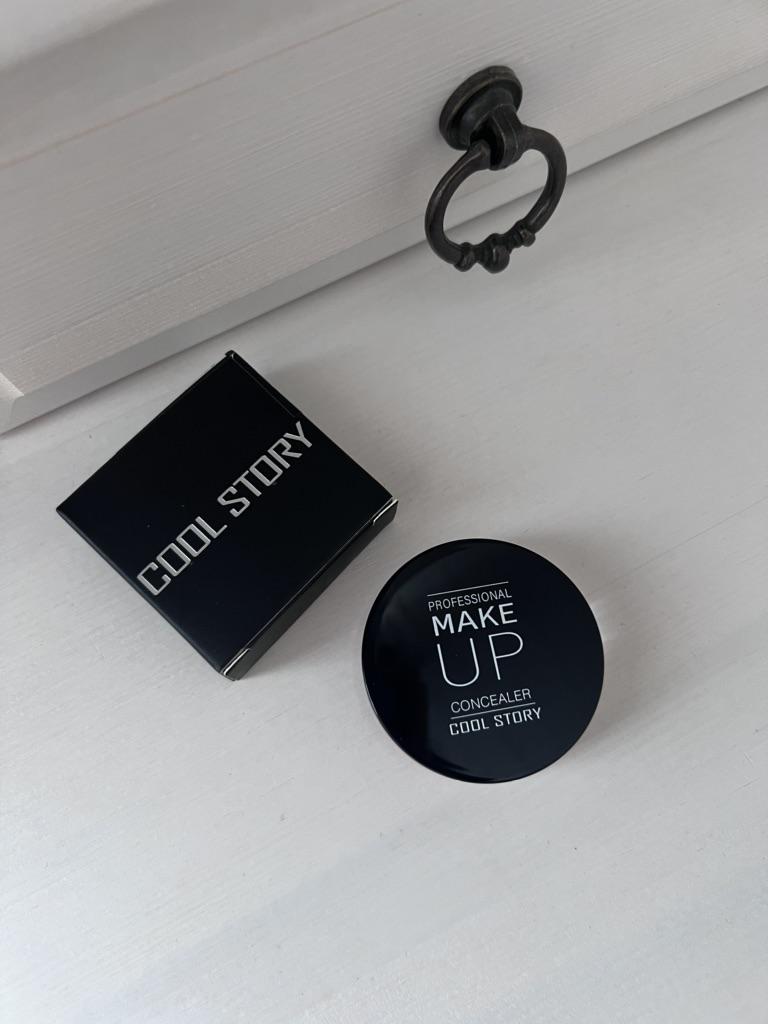 COOL STORY
PROFESSIONAL
MAKE
UP
CONCEALER
COOL STORY